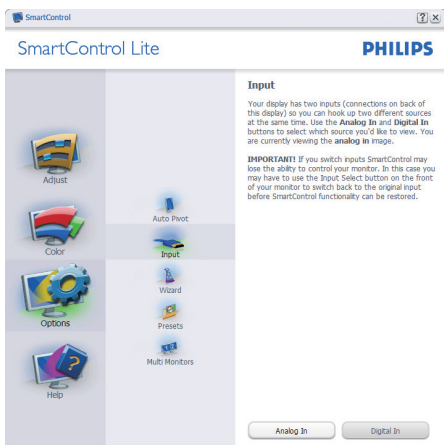 SmartControl
? ×
SmartControl Lite
PHILIPS
Adjust
Color
Options
Help
Auto Pivot
Input
Wizard
Presets
Multi Monitors
Input
Your display has two inputs (connections on back of
this display) so you can hook up two different sources
at the same time. Use the Analog In and Digital In
buttons to select which source you'd like to view. You
are currently viewing the analog in image.
IMPORTANT! If you switch inputs SmartControl may
lose the ability to control your monitor. In this case you
may have to use the Input Select button on the front
of your monitor to switch back to the original input
before SmartControl functionality can be restored.
Analog In
Digital In